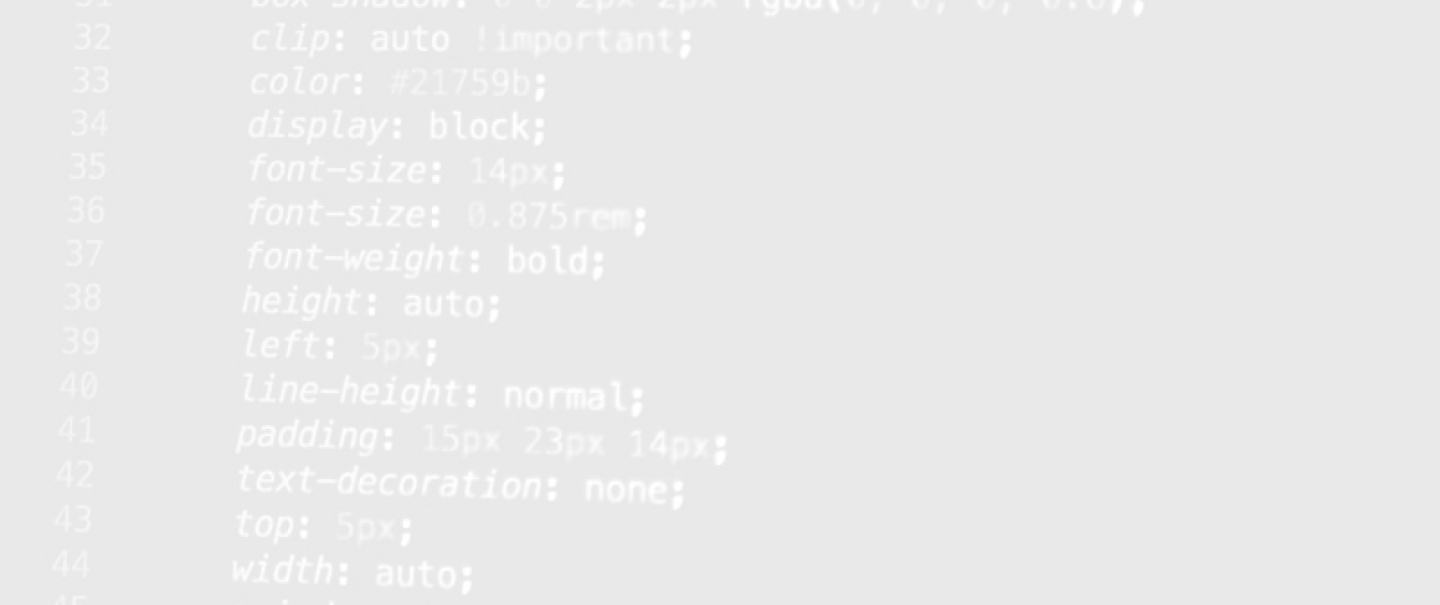 31 box-shadow: 0 0 2px 2px rgba(0, 0, 0, 0.6);
32 clip: auto !important;
33 color: #21759b;
34 display: block;
35 font-size: 14px;
36 font-size: 0.875rem;
37 font-weight: bold;
38 height: auto;
39 left: 5px;
40 line-height: normal;
41 padding: 15px 23px 14px;
42 text-decoration: none;
43 top: 5px;
44 width: auto;
45